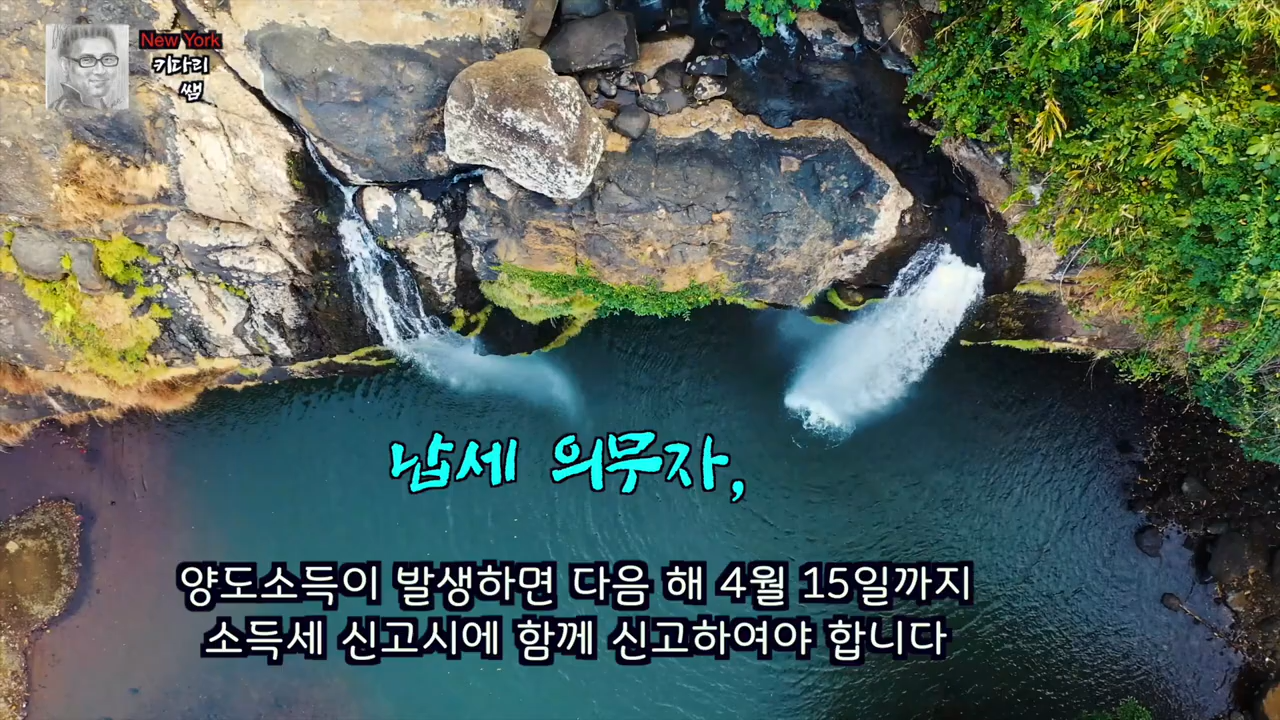 New York
키다리
쌤
납세 의무자,
양도소득이 발생하면 다음 해 4월 15일까지
소득세 신고시에 함께 신고하여야 합니다